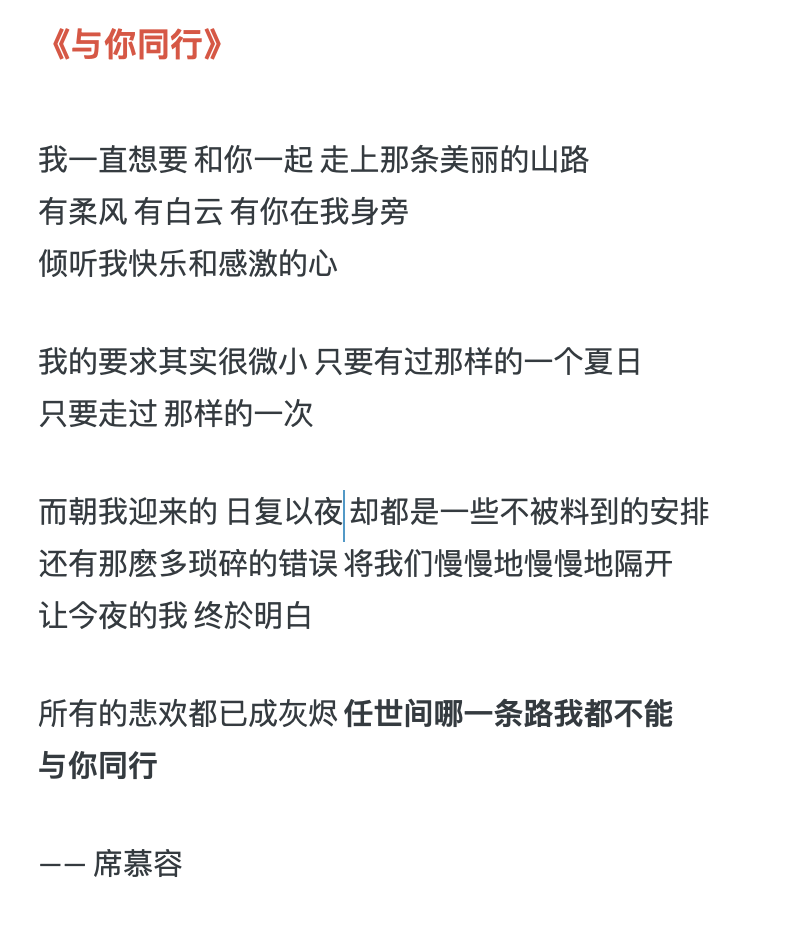 《与你同行》
我一直想要 和你一起 走上那条美丽的山路
有柔风 有白云 有你在我身旁
倾听我快乐和感激的心
我的要求其实很微小 只要有过那样的一个夏日
只要走过 那样的一次
而朝我迎来的 日复以夜 却都是一些不被料到的安排
还有那麽多琐碎的错误 将我们慢慢地慢慢地隔开
让今夜的我 终於明白
所有的悲欢都已成灰烬 任世间哪一条路我都不能
与你同行
—— 席慕容